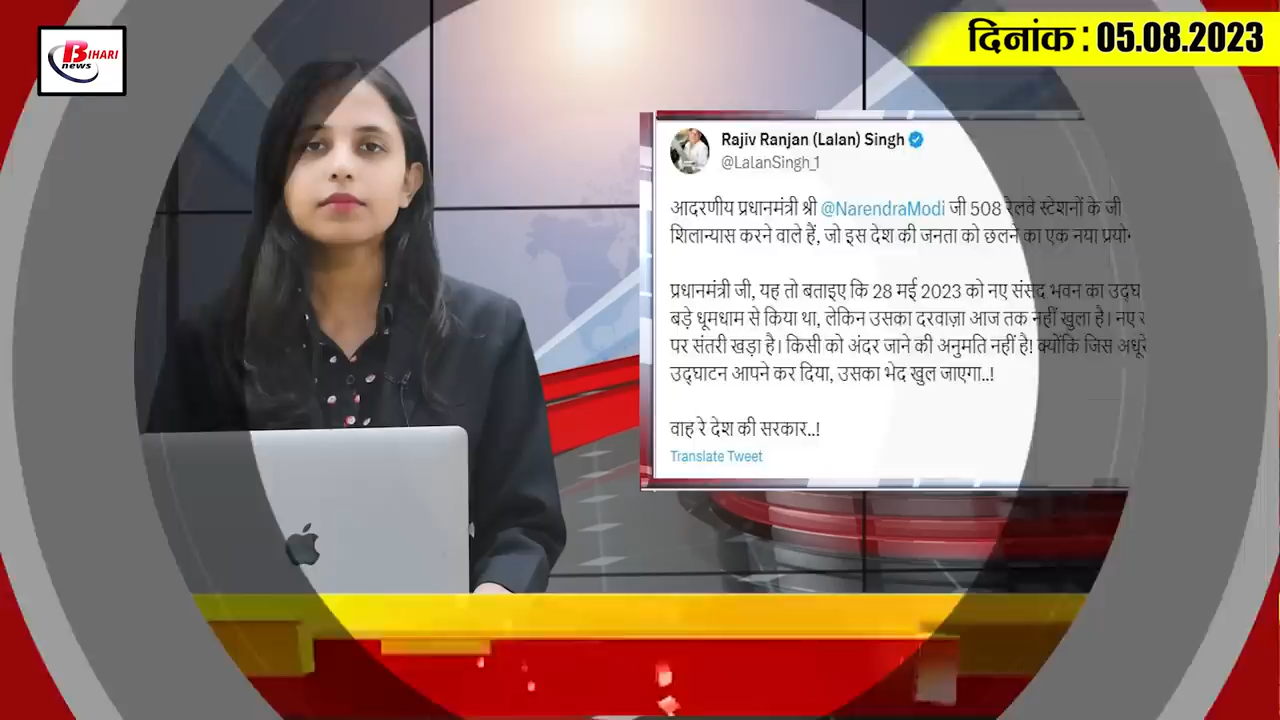 BIHARI
news
दिनांक : 05.08.2023
Rajiv Ranjan (Lalan) Singh
@LalanSingh_1
आदरणीय प्रधानमंत्री श्री @NarendraModi जी 508 रेलवे स्टेशनों के जी
शिलान्यास करने वाले हैं, जो इस देश की जनता को छलने का एक नया
प्रधानमंत्री जी, यह तो बताइए कि 28 मई 2023 को नए संसद भवन का
बड़े धूमधाम से किया था, लेकिन उसका दरवाज़ा आज तक नहीं खुला है। नए
पर संतरी खड़ा है। किसी को अंदर जाने की अनुमति नहीं है! क्योंकि जिस
उद्घाटन आपने कर दिया, उसका भेद खुल जाएगा..!
वाह रे देश की सरकार..!
Translate Tweet